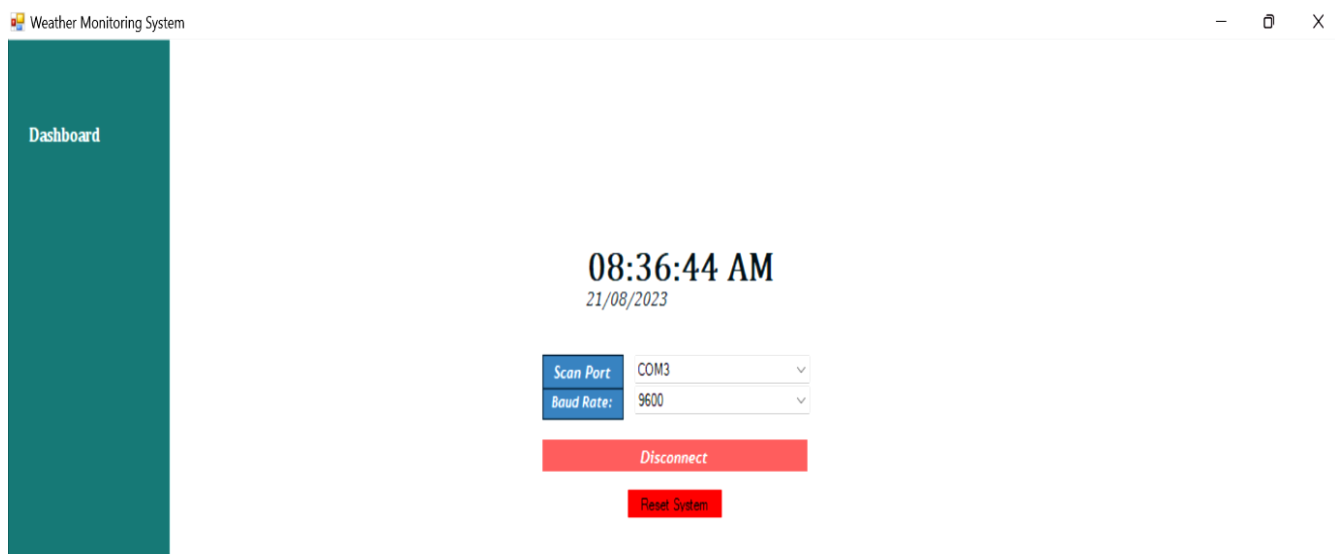 Weather Monitoring System
Dashboard
08:36:44 AM
21/08/2023
Scan Port COM3
Baud Rate: 9600
Disconnect
Reset System